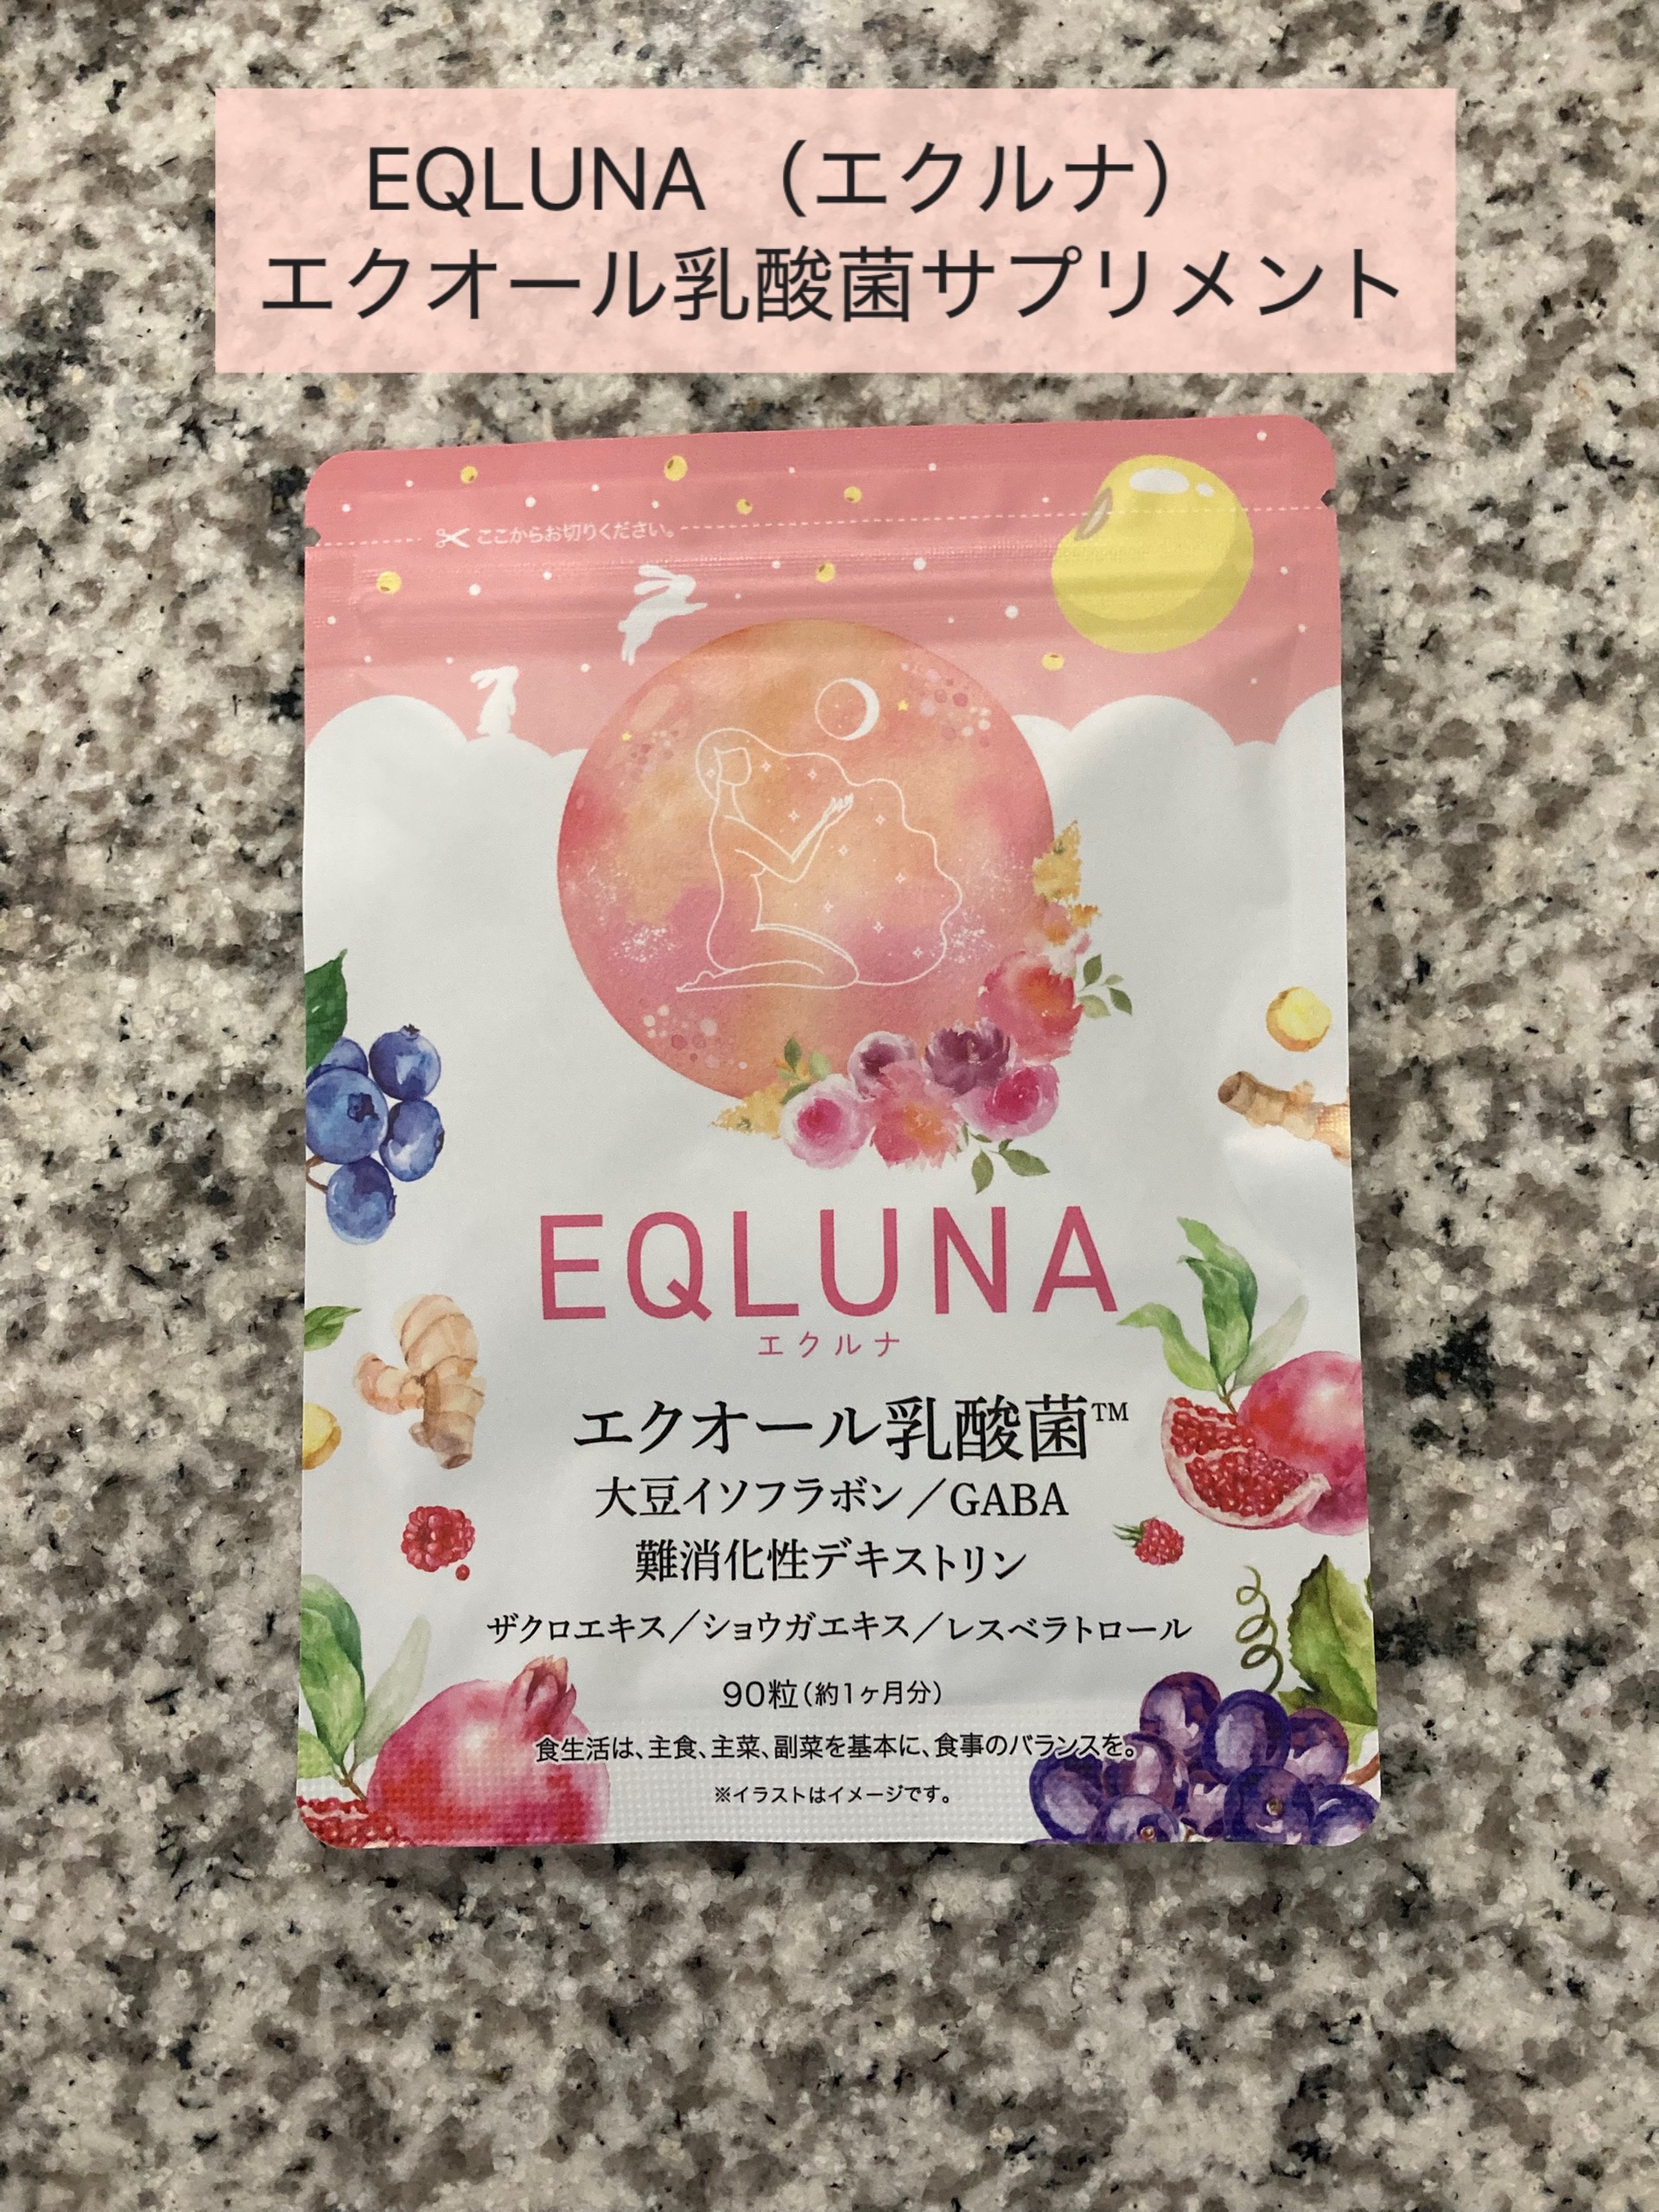 EQLUNA （エクルナ）
エクオール乳酸菌サプリメント
ここからお切りください。
EQLUNA
エクルナ
エクオール乳酸菌™
大豆イソフラボン／GABA
難消化性デキストリン
ザクロエキス／ショウガエキス／レスベラトロール
90粒（約1ヶ月分）
食生活は、主食、主菜、副菜を基本に、食事のバランスを。
※イラストはイメージです。